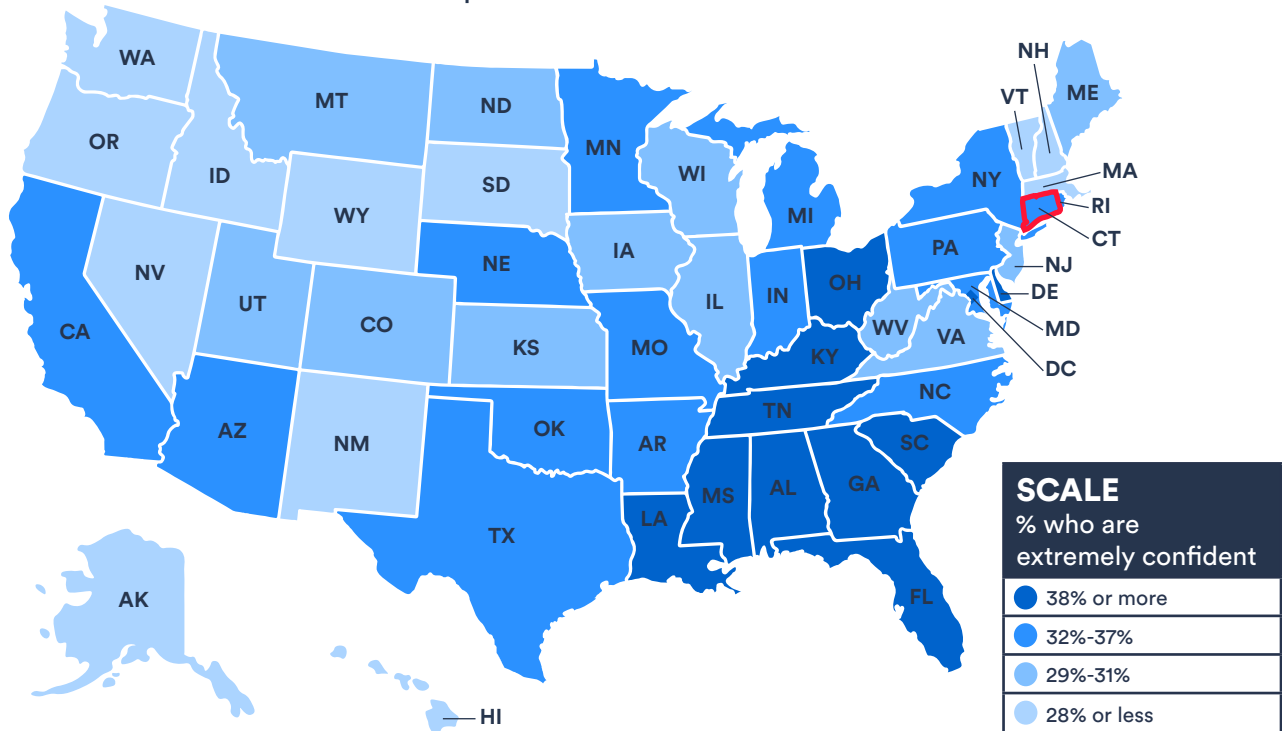 WA
MT
ND
MN
NH
VT
ME
OR
ID
SD
WI
MI
NY
MA
RI
CT
WY
NV
UT
NE
IA
IL
IN
OH
PA
NJ
DE
MD
DC
CA
CO
KS
MO
KY
WV
VA
AZ
NM
OK
AR
TN
NC
SC
MS
AL
GA
LA
TX
FL
AK
HI
SCALE
% who are
extremely confident
38% or more
32%-37%
29%-31%
28% or less